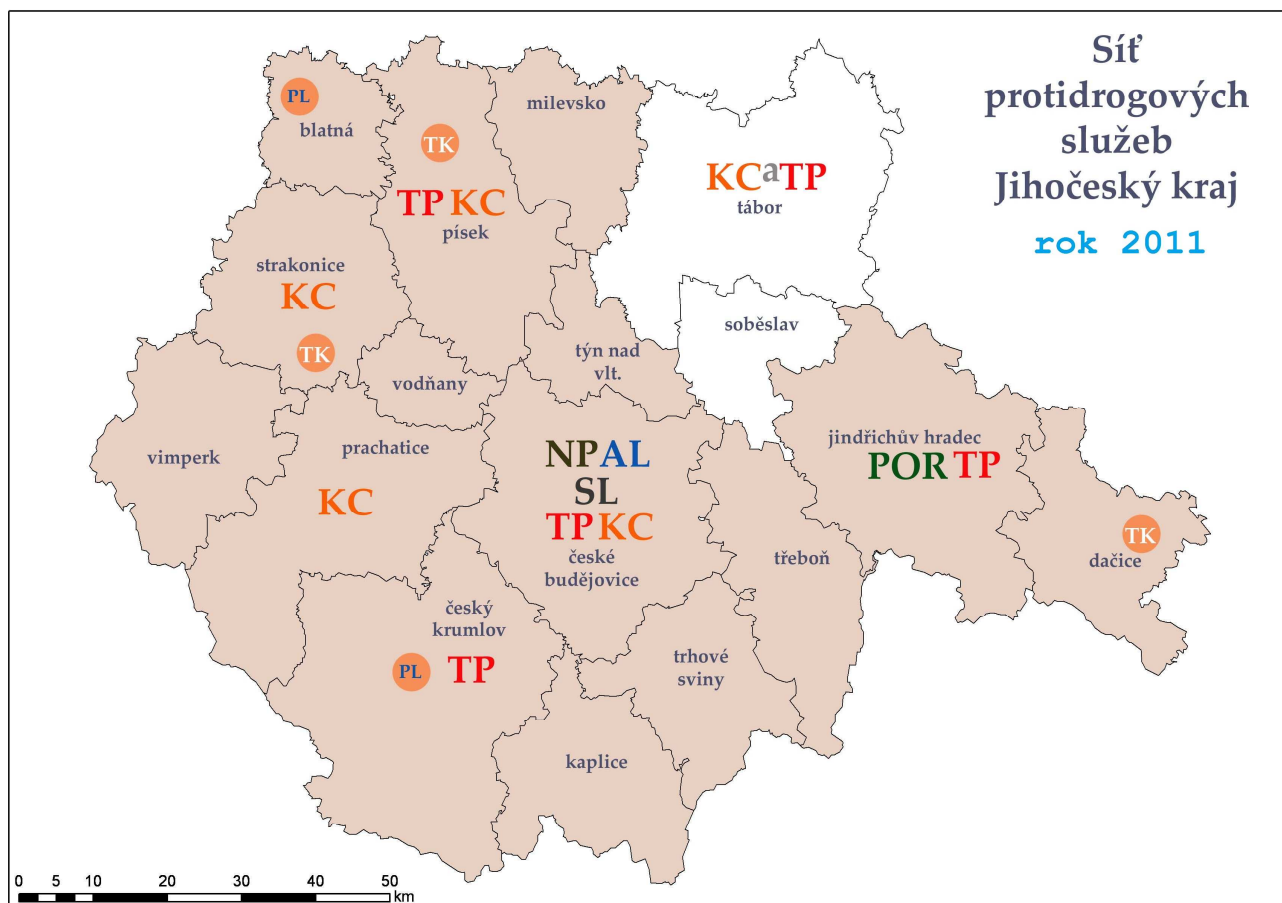 Síť
protidrogových
služeb
Jihočeský kraj
rok 2011
PL
blatná
TK
TP KC
písek
milevsko
KC a TP
tábor
strakonice
KC
TK
soběslav
týn nad
vlt.
vodňany
vimperk
prachatice
KC
NP AL
SL
TP KC
české
budějovice
jindřichův hradec
POR TP
třeboň
TK
dačice
český
krumlov
PL TP
trhové
sviny
kaplice
0 5 10 20 30 40 50
km